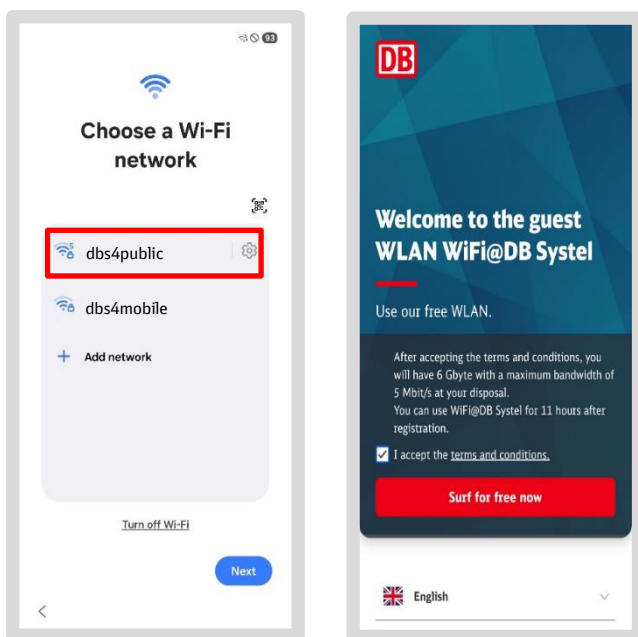 93
Choose a Wi-Fi
network
dbs4public
dbs4mobile
Add network
Turn off Wi-Fi
Next
DB
Welcome to the guest
WLAN WiFi@DB Systel
Use our free WLAN.
After accepting the terms and conditions, you
will have 6 Gbyte with a maximum bandwidth of
5 Mbit/s at your disposal.
You can use WiFi@DB Systel for 11 hours after
registration.
I accept the terms and conditions.
Surf for free now
English